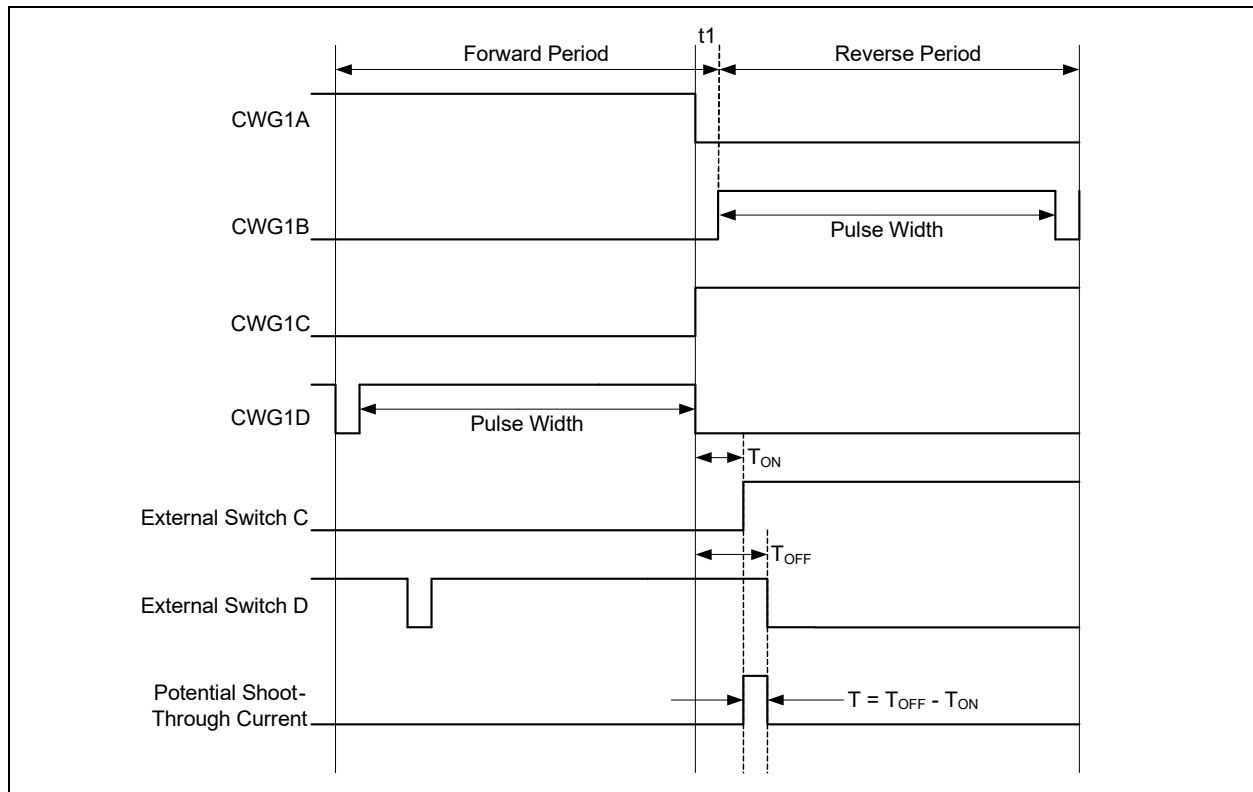 t1
Forward Period
Reverse Period
CWG1A
CWG1B
Pulse Width
CWG1C
CWG1D
Pulse Width
TON
External Switch C
TOFF
External Switch D
Potential Shoot-
Through Current
T = TOFF - TON